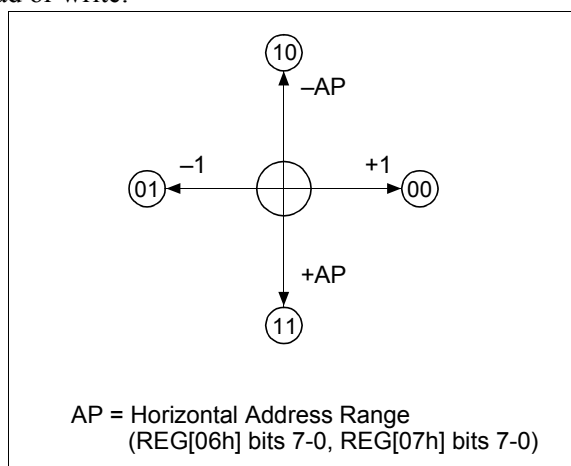 10
–AP
–1
+1
01
00
+AP
11
AP = Horizontal Address Range
(REG[06h] bits 7-0, REG[07h] bits 7-0)